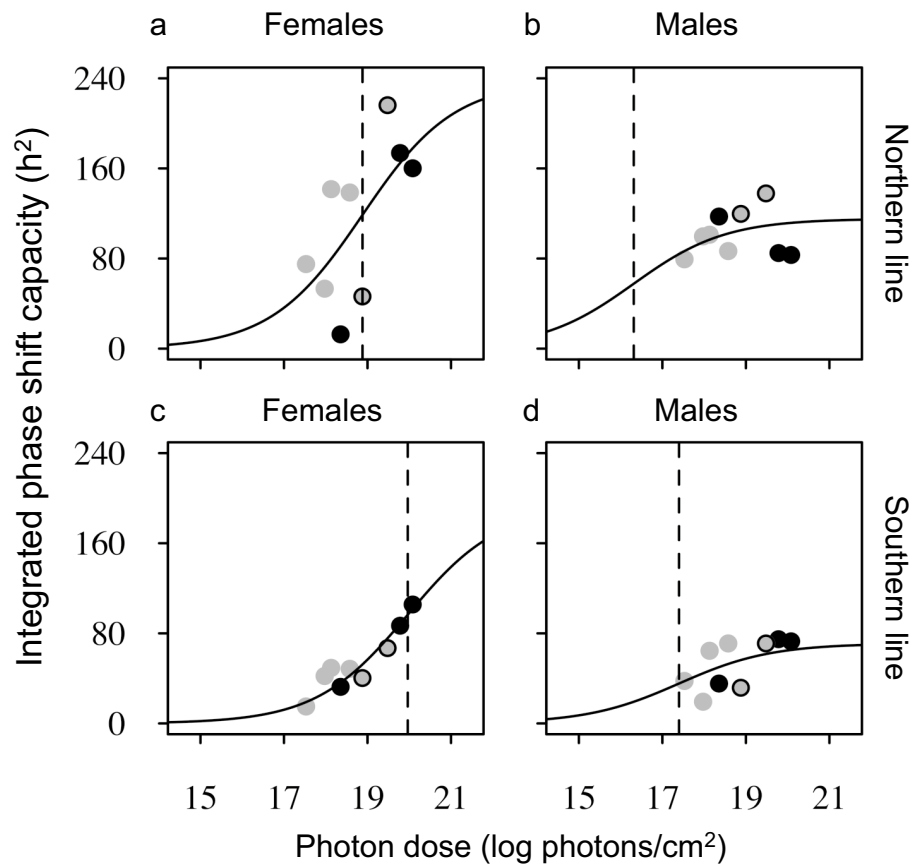 a Females
b Males
240
160
80
0
Northern line
c Females
d Males
240
160
80
0
Southern line
Integrated phase shift capacity (h²)
15 17 19 21
15 17 19 21
Photon dose (log photons/cm²)